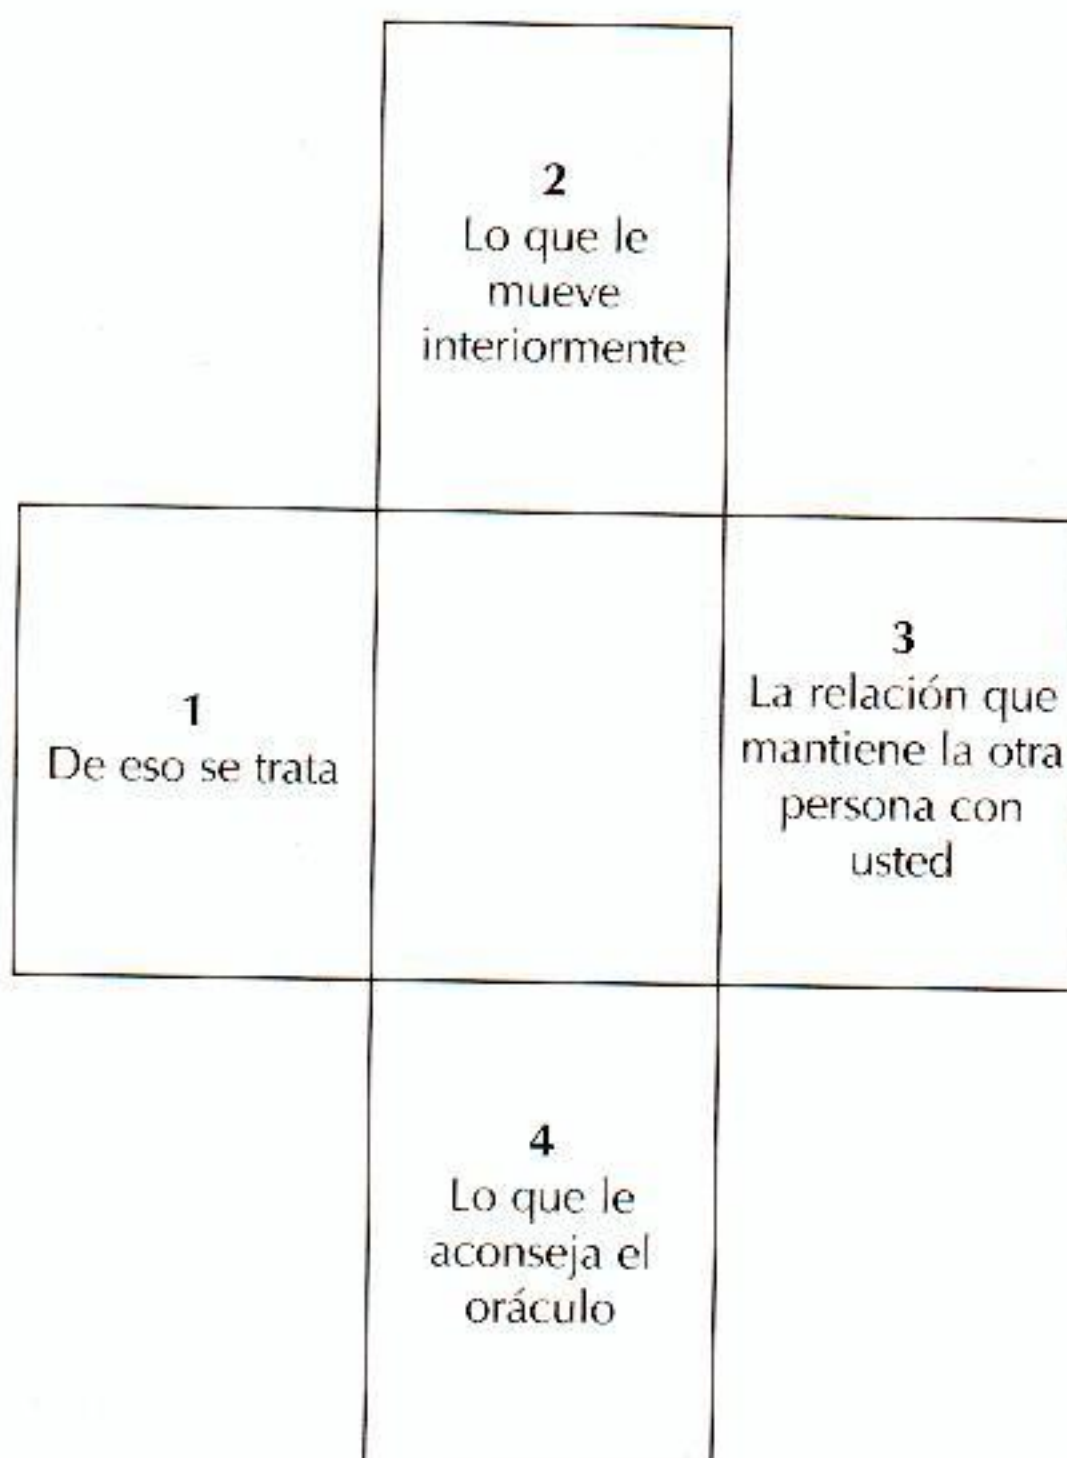 2
Lo que le
mueve
interiormente
1
De eso se trata
3
La relación que
mantiene la otra
persona con
usted
4
Lo que le
aconseja el
oráculo